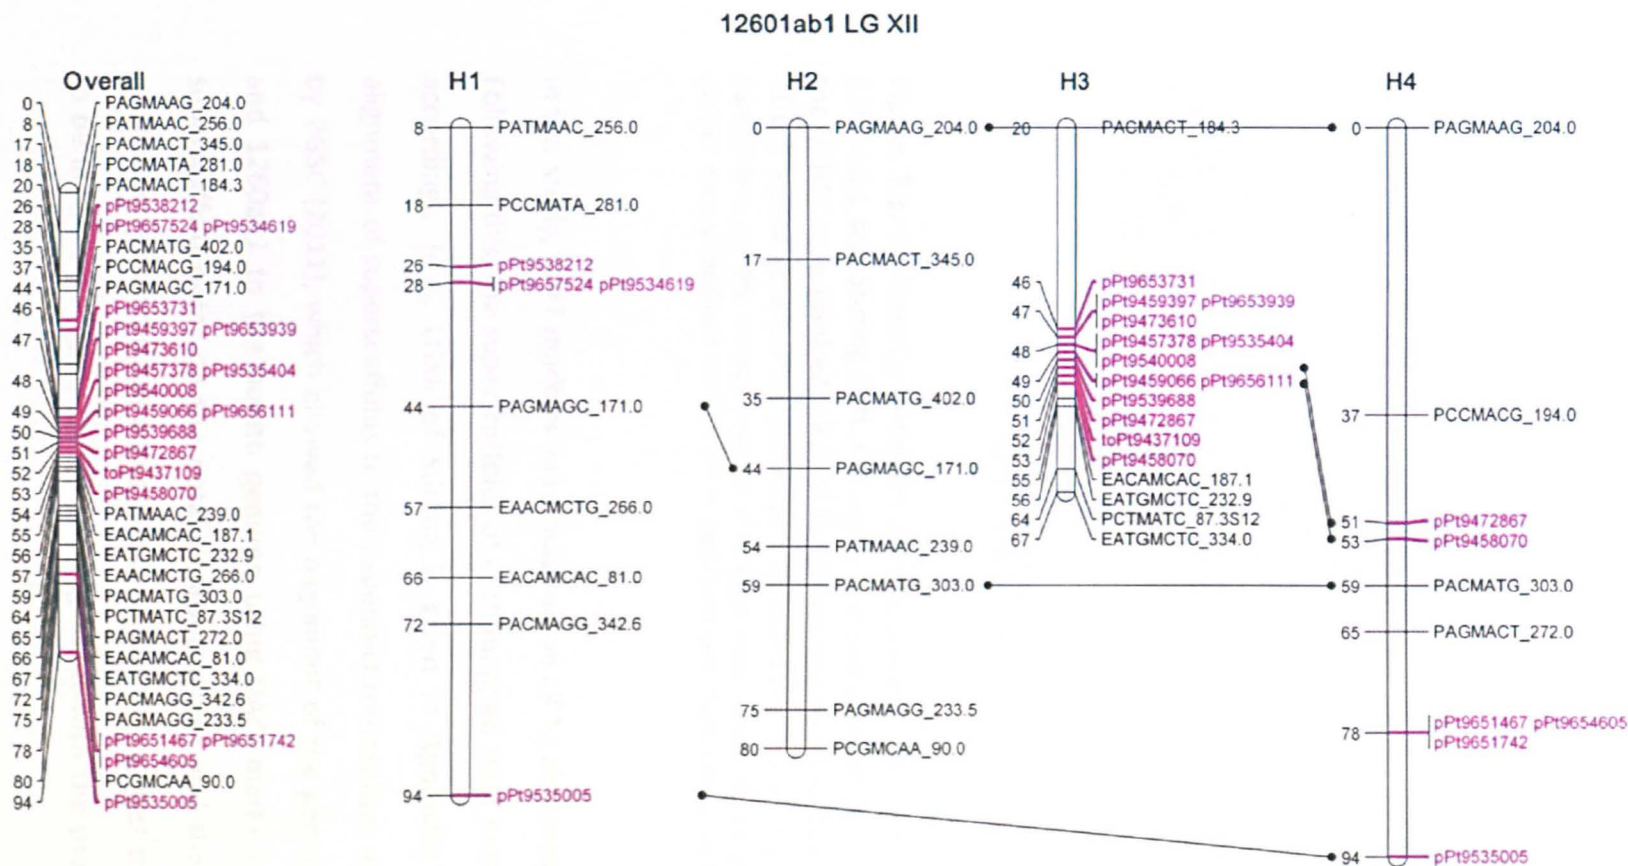 12601ab1 LG XII
Overall
0 PAGMAAG_204.0
8 PATMAAC_256.0
17 PACMACT_345.0
18 PCCMATA_281.0
20 PACMACT_184.3
26 pPt9538212
28 pPt9657524 pPt9534619
35 PACMATG_402.0
37 PCCMACG_194.0
44 PAGMAGC_171.0
46 pPt9653731
47 pPt9459397 pPt9653939
pPt9473610
48 pPt9457378 pPt9535404
pPt9540008
49 pPt9459066 pPt9656111
50 pPt9539688
51 pPt9472867
52 toPt9437109
53 pPt9458070
54 PATMAAC_239.0
55 EACAMCAC_187.1
56 EATGMCTC_232.9
57 EAACMCTG_266.0
59 PACMATG_303.0
64 PCTMATC_87.3S12
65 PAGMACT_272.0
66 EACAMCAC_81.0
67 EATGMCTC_334.0
72 PACMAGG_342.6
75 PAGMAGG_233.5
78 pPt9651467 pPt9651742
pPt9654605
80 PCGMCAA_90.0
94 pPt9535005
H1
8 PATMAAC_256.0
18 PCCMATA_281.0
26 pPt9538212
28 pPt9657524 pPt9534619
44 PAGMAGC_171.0
57 EAACMCTG_266.0
66 EACAMCAC_81.0
72 PACMAGG_342.6
94 pPt9535005
H2
0 PAGMAAG_204.0
17 PACMACT_345.0
35 PACMATG_402.0
44 PAGMAGC_171.0
54 PATMAAC_239.0
59 PACMATG_303.0
75 PAGMAGG_233.5
80 PCGMCAA_90.0
H3
20 PACMACT_184.3
46 pPt9653731
47 pPt9459397 pPt9653939
pPt9473610
48 pPt9457378 pPt9535404
pPt9540008
49 pPt9459066 pPt9656111
50 pPt9539688
51 pPt9472867
52 toPt9437109
53 pPt9458070
55 EACAMCAC_187.1
56 EATGMCTC_232.9
64 PCTMATC_87.3S12
67 EATGMCTC_334.0
H4
0 PAGMAAG_204.0
37 PCCMACG_194.0
51 pPt9472867
53 pPt9458070
59 PACMATG_303.0
65 PAGMACT_272.0
78 pPt9651467 pPt9654605
pPt9651742
94 pPt9535005